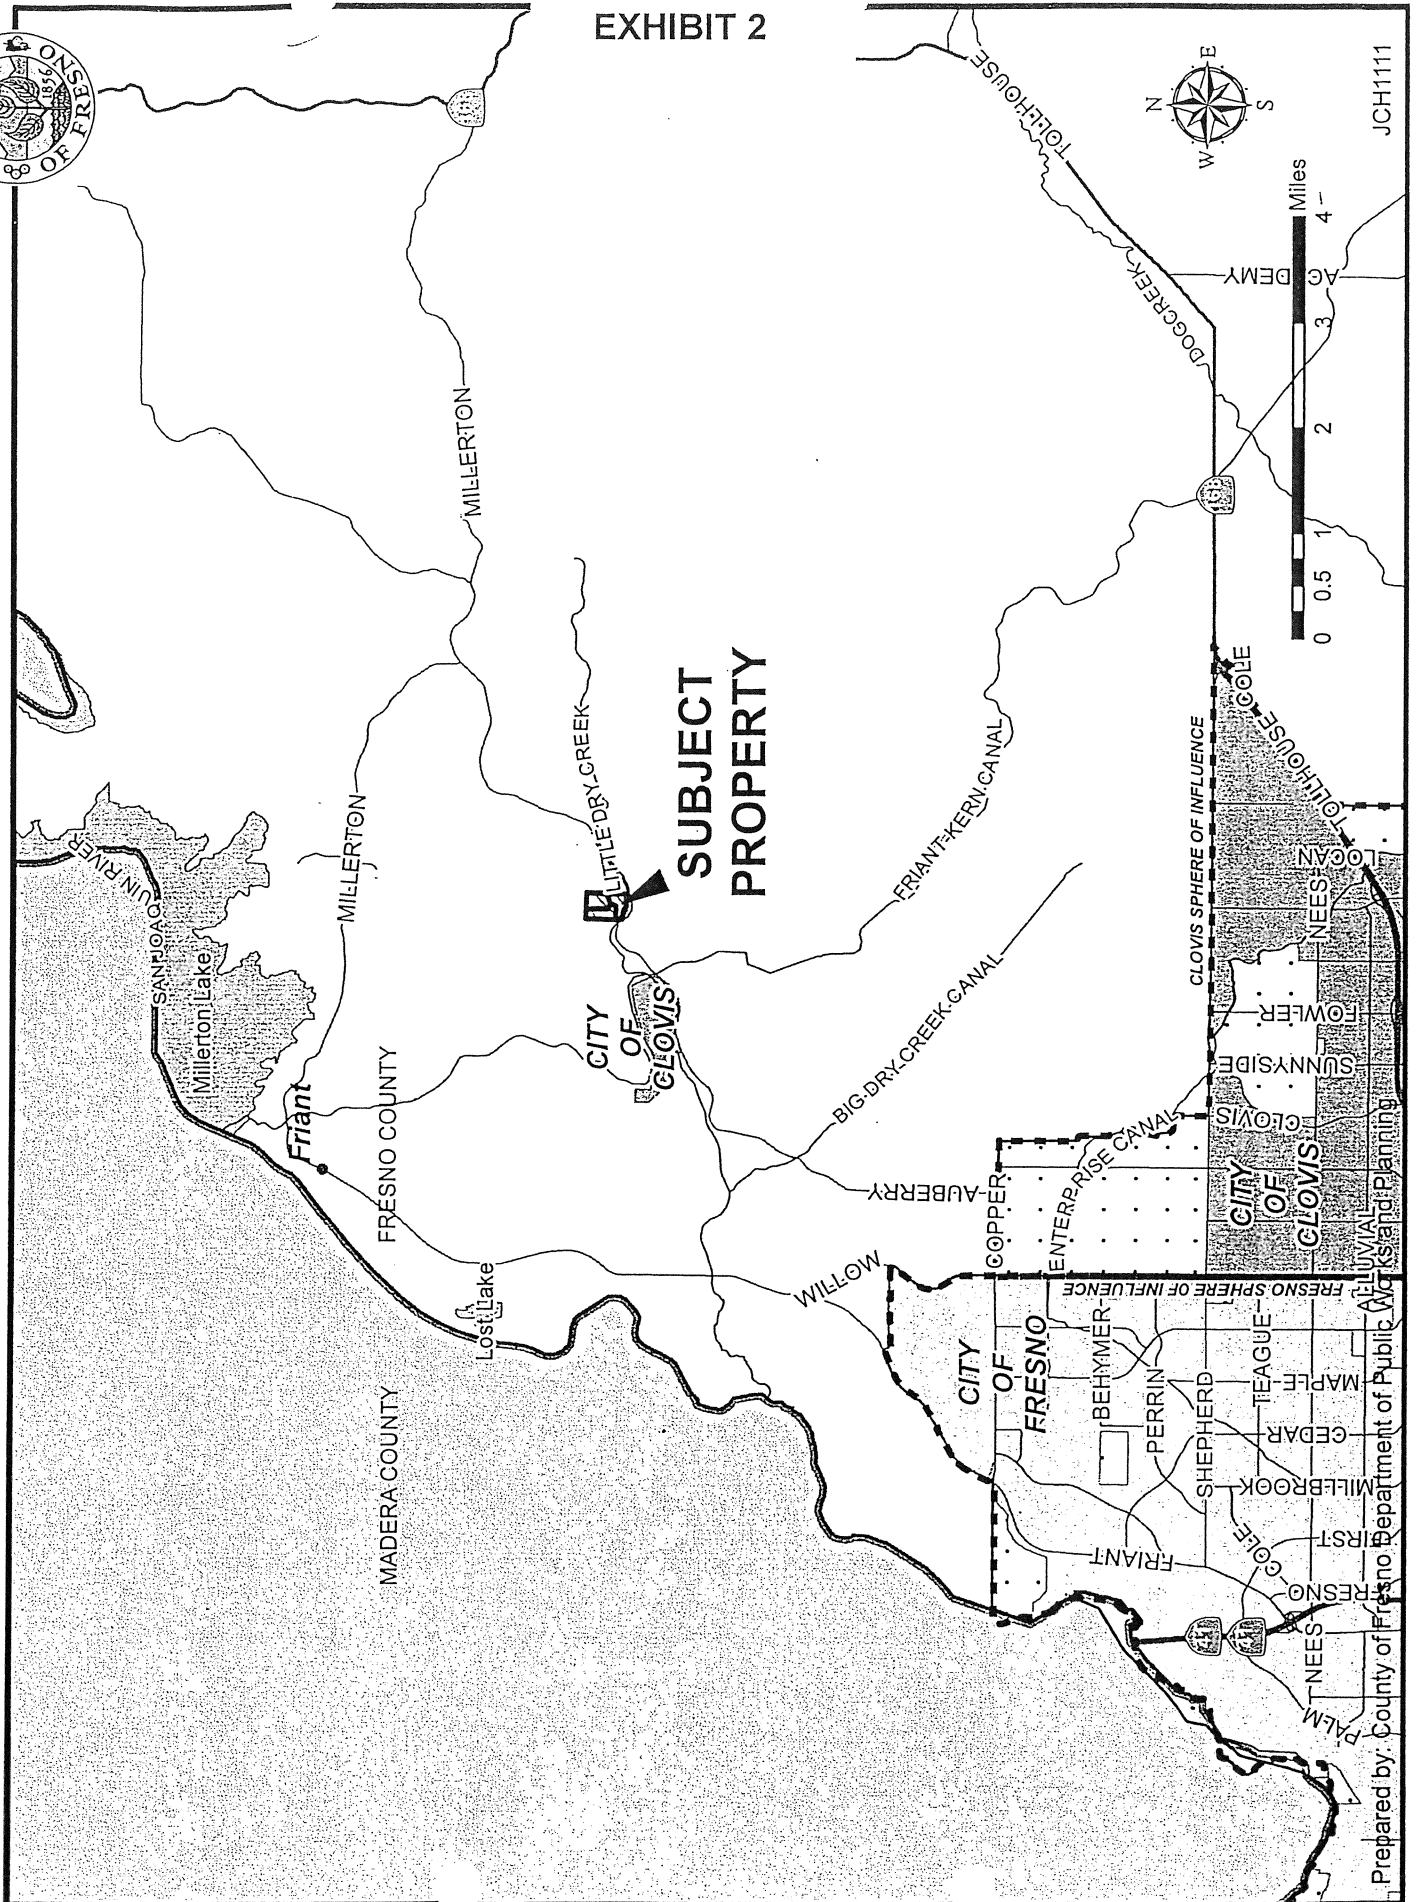 EXHIBIT 2
OF FRESNO
1856
SAN JOAQUIN RIVER
Millerton Lake
MILLERTON
MILLERTON
168
Friant
FRESNO COUNTY
MADERA COUNTY
Lost Lake
LITTLE DRY CREEK
SUBJECT
PROPERTY
CITY
OF
CLOVIS
FRIANT-KERN CANAL
BIG DRY CREEK CANAL
AUBERRY
WILLOW
COPPER
ENTERPRISE CANAL
TOLLHOUSE
TOLLHOUSE
DOGCREEK
ACADEMY
168
CLOVIS SPHERE OF INFLUENCE
COLE
TOLLHOUSE
LOCAN
NEES
FOWLER
SUNNYSIDE
CLOVIS
CITY
OF
CLOVIS
ALLUVIAL
FRESNO SPHERE OF INFLUENCE
CITY
OF
FRESNO
BEHYMER
PERRIN
SHEPHERD
TEAGUE
MAPLE
CEDAR
MILLBROOK
COLE
FIRST
FRESNO
FRIANT
NEES
PALM
N
E
S
W
Miles
0 0.5 1 2 3 4
Prepared by: County of Fresno Department of Public Works and Planning
JCH1111